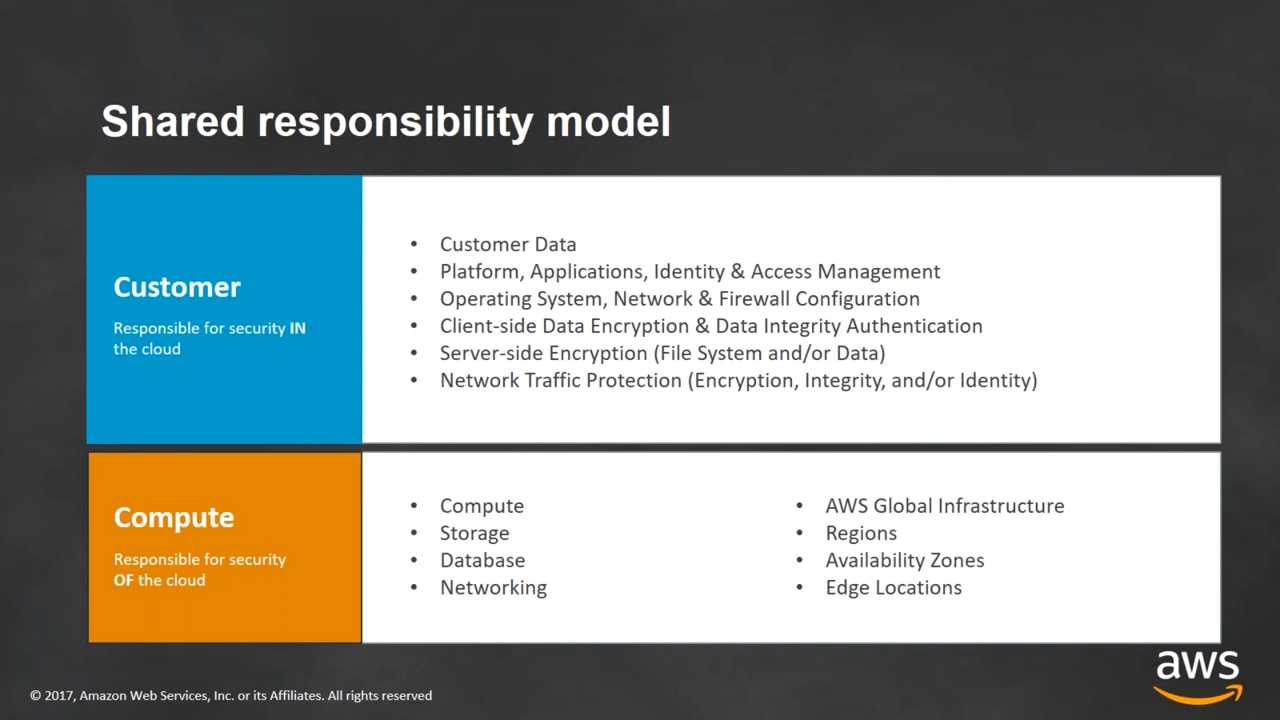 Shared responsibility model
Customer
Responsible for security IN
the cloud
• Customer Data
• Platform, Applications, Identity & Access Management
• Operating System, Network & Firewall Configuration
• Client-side Data Encryption & Data Integrity Authentication
• Server-side Encryption (File System and/or Data)
• Network Traffic Protection (Encryption, Integrity, and/or Identity)
Compute
Responsible for security
OF the cloud
• Compute
• Storage
• Database
• Networking
• AWS Global Infrastructure
• Regions
• Availability Zones
• Edge Locations
© 2017, Amazon Web Services, Inc. or its Affiliates. All rights reserved
aws